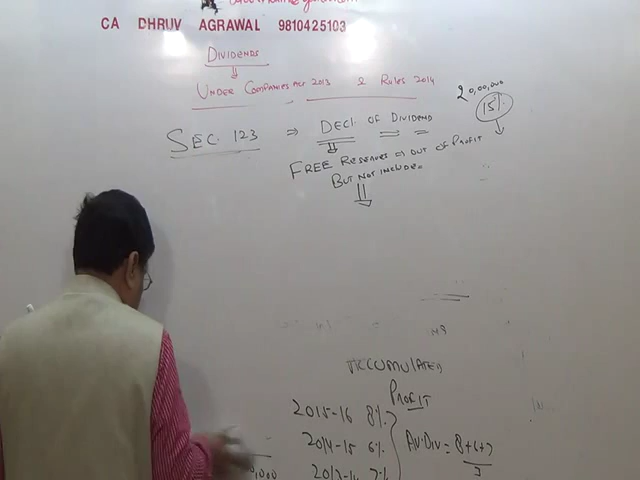 CA DHRUV AGRAWAL 9810425103
DIVIDENDS
UNDER COMPANIES ACT 2013 & RULES 2014
20,00,000
15%
SEC. 123 ⇒ DECL. OF DIVIDEND
FREE RESERVES ⇒ OUT OF PROFIT
BUT NOT INCLUDE
ACCUMULATED
PROFIT
2015-16 8%
2014-15 6%
AV. DIV = 8+6+7
3
2013-14 7%